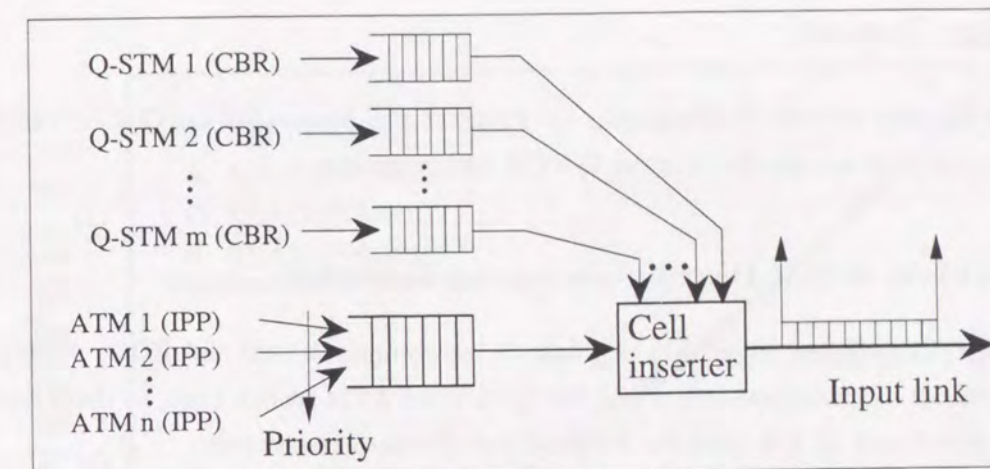 Q-STM 1 (CBR)
Q-STM 2 (CBR)
Q-STM m (CBR)
ATM 1 (IPP)
ATM 2 (IPP)
ATM n (IPP)
Priority
Cell
inserter
Input link